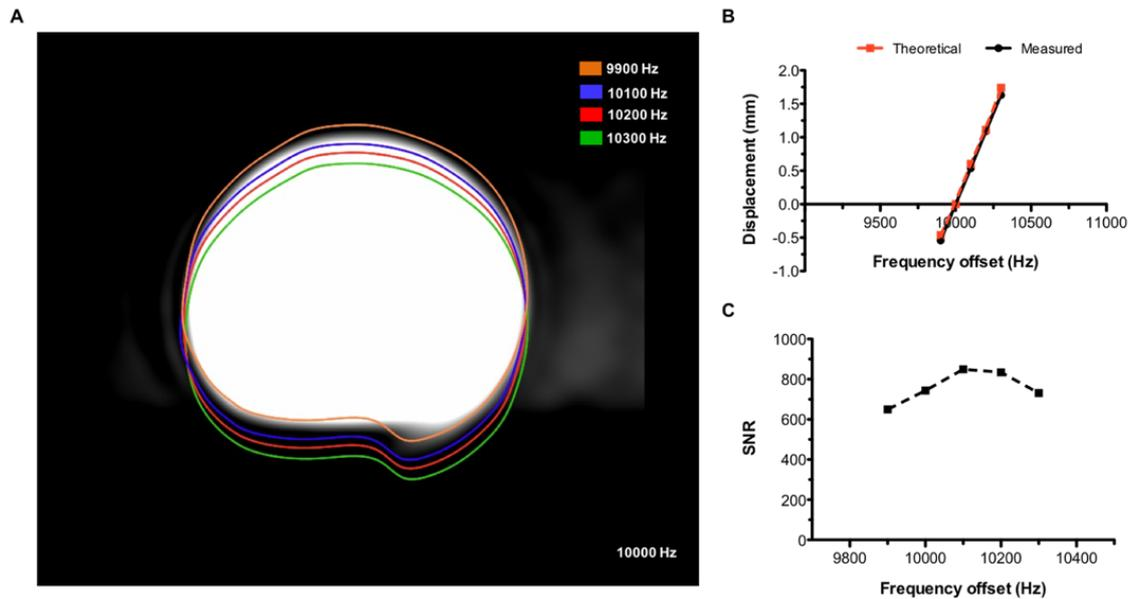 A
9900 Hz
10100 Hz
10200 Hz
10300 Hz
10000 Hz
B
Theoretical
Measured
Displacement (mm)
2.0
1.5
1.0
0.5
0.0
-0.5
-1.0
9500
10000
10500
11000
Frequency offset (Hz)
C
SNR
1000
800
600
400
200
0
9800
10000
10200
10400
Frequency offset (Hz)